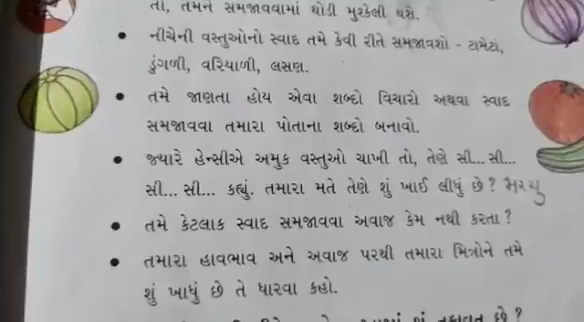 તો, તમને સમજાવવામાં થોડી મુશ્કેલી થશે.
• નીચેની વસ્તુઓનો સ્વાદ તમે કેવી રીતે સમજાવશો - ટામેટાં,
ડુંગળી, વરિયાળી, લસણ.
• તમે જાણતા હોય એવા શબ્દો વિચારો અથવા સ્વાદ
સમજાવવા તમારા પોતાના શબ્દો બનાવો.
• જ્યારે હેન્સીએ અમુક વસ્તુઓ ચાખી તો, તેણે સી... સી...
સી... સી... કહ્યું. તમારા મતે તેણે શું ખાઈ લીધું છે? મરચુ
• તમે કેટલાક સ્વાદ સમજાવવા અવાજ કેમ નથી કરતા?
• તમારા હાવભાવ અને અવાજ પરથી તમારા મિત્રોને તમે
શું ખાધું છે તે ધારવા કહો.
શું તફાવત છે?